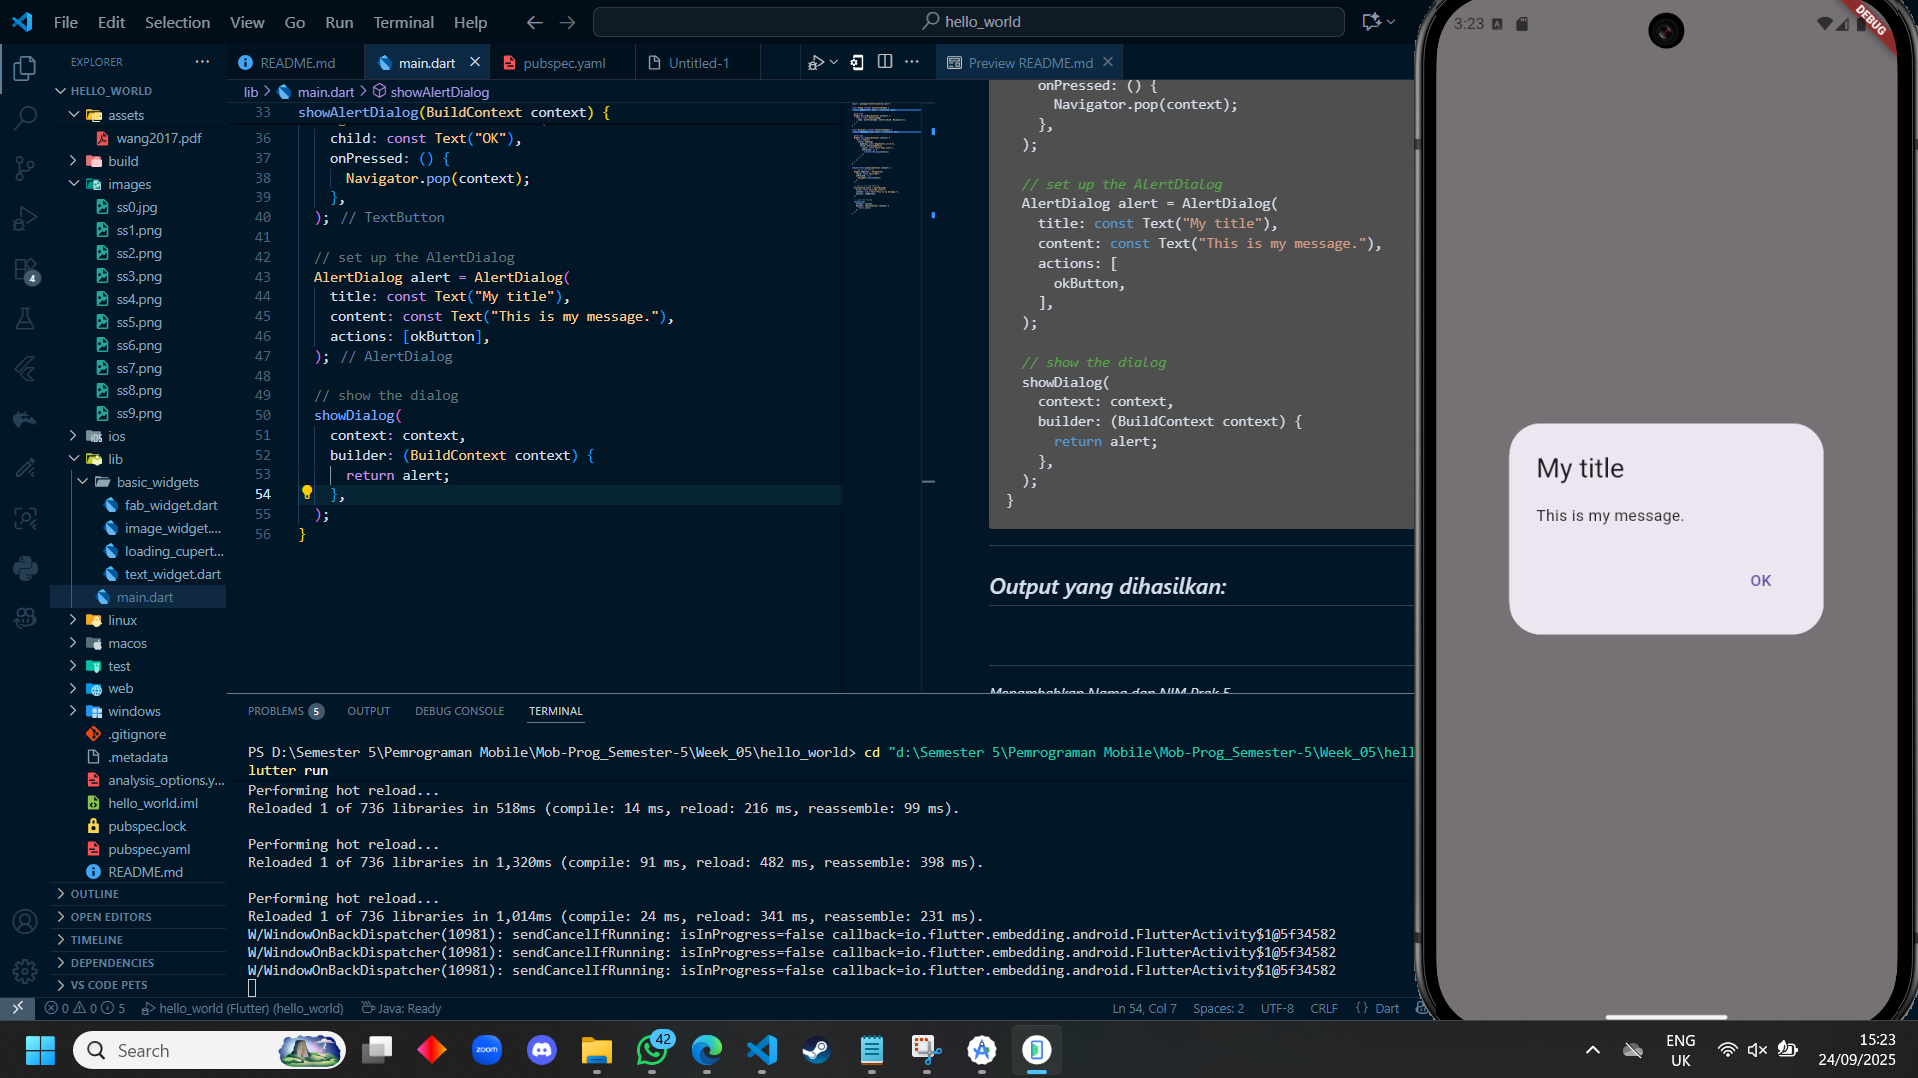 File Edit Selection View Go Run Terminal Help
hello_world
EXPLORER
HELLO_WORLD
assets
wang2017.pdf
build
images
ss0.jpg
ss1.png
ss2.png
ss3.png
ss4.png
ss5.png
ss6.png
ss7.png
ss8.png
ss9.png
ios
lib
basic_widgets
fab_widget.dart
image_widget....
loading_cupert...
text_widget.dart
main.dart
linux
macos
test
web
windows
.gitignore
.metadata
analysis_options.y...
hello_world.iml
pubspec.lock
pubspec.yaml
README.md
OUTLINE
OPEN EDITORS
TIMELINE
DEPENDENCIES
VS CODE PETS
4
README.md main.dart pubspec.yaml Untitled-1
lib > main.dart > showAlertDialog
33 showAlertDialog(BuildContext context) {
36 child: const Text("OK"),
37 onPressed: () {
38 Navigator.pop(context);
39 },
40 ); // TextButton
41
42 // set up the AlertDialog
43 AlertDialog alert = AlertDialog(
44 title: const Text("My title"),
45 content: const Text("This is my message."),
46 actions: [okButton],
47 ); // AlertDialog
48
49 // show the dialog
50 showDialog(
51 context: context,
52 builder: (BuildContext context) {
53 return alert;
54 },
55 );
56 }
Preview README.md
onPressed: () {
Navigator.pop(context);
},
);
// set up the AlertDialog
AlertDialog alert = AlertDialog(
title: const Text("My title"),
content: const Text("This is my message."),
actions: [
okButton,
],
);
// show the dialog
showDialog(
context: context,
builder: (BuildContext context) {
return alert;
},
);
}
Output yang dihasilkan:
Menambahkan Nama dan NIM Prak 5
PROBLEMS 5 OUTPUT DEBUG CONSOLE TERMINAL
PS D:\Semester 5\Pemrograman Mobile\Mob-Prog_Semester-5\Week_05\hello_world> cd "d:\Semester 5\Pemrograman Mobile\Mob-Prog_Semester-5\Week_05\hell
lutter run
Performing hot reload...
Reloaded 1 of 736 libraries in 518ms (compile: 14 ms, reload: 216 ms, reassemble: 99 ms).
Performing hot reload...
Reloaded 1 of 736 libraries in 1,320ms (compile: 91 ms, reload: 482 ms, reassemble: 398 ms).
Performing hot reload...
Reloaded 1 of 736 libraries in 1,014ms (compile: 24 ms, reload: 341 ms, reassemble: 231 ms).
W/WindowOnBackDispatcher(10981): sendCancelIfRunning: isInProgress=false callback=io.flutter.embedding.android.FlutterActivity$1@5f34582
W/WindowOnBackDispatcher(10981): sendCancelIfRunning: isInProgress=false callback=io.flutter.embedding.android.FlutterActivity$1@5f34582
W/WindowOnBackDispatcher(10981): sendCancelIfRunning: isInProgress=false callback=io.flutter.embedding.android.FlutterActivity$1@5f34582
0 0 5 hello_world (Flutter) (hello_world) Java: Ready Ln 54, Col 7 Spaces: 2 UTF-8 CRLF {} Dart
3:23
DEBUG
My title
This is my message.
OK
Search
zoom
42
ENG
UK
15:23
24/09/2025